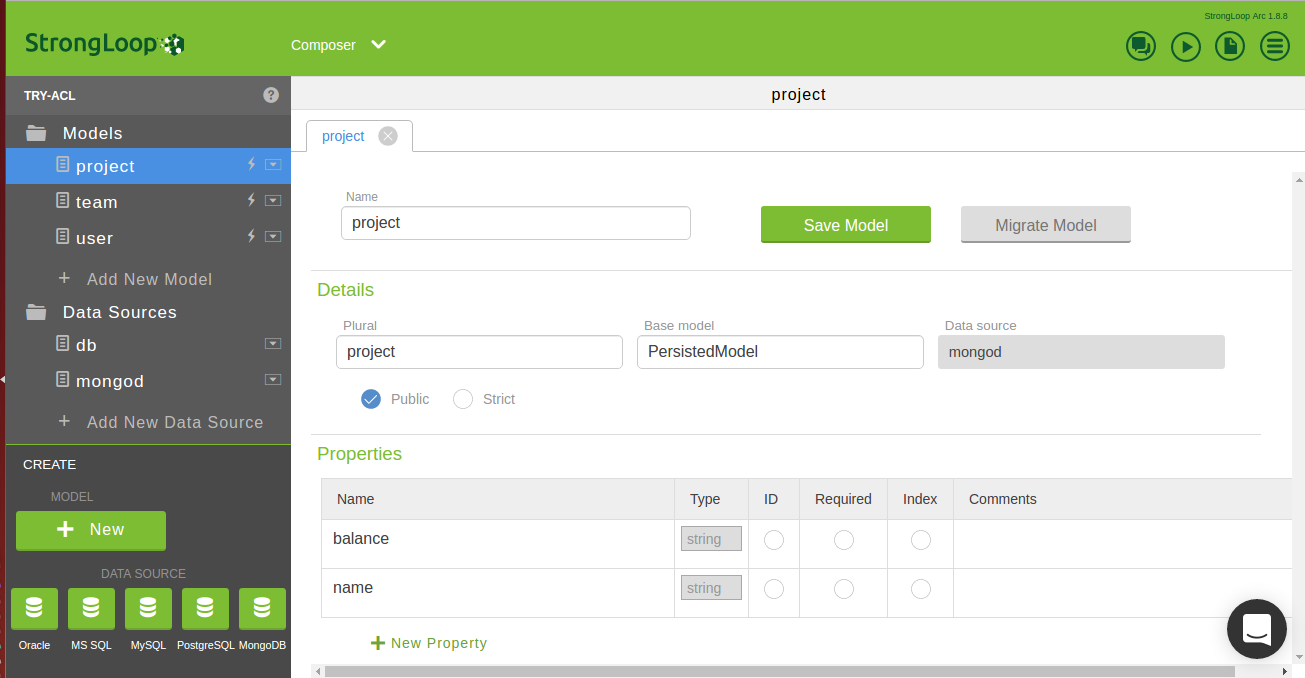 StrongLoop Arc 1.8.8
StrongLoop
Composer
TRY-ACL
?
Models
project
team
user
+ Add New Model
Data Sources
db
mongod
+ Add New Data Source
CREATE
MODEL
+ New
DATA SOURCE
Oracle MS SQL MySQL PostgreSQL MongoDB
project
project
Name
project
Save Model Migrate Model
Details
Plural Base model Data source
project PersistedModel mongod
Public Strict
Properties
Name Type ID Required Index Comments
balance string
name string
+ New Property